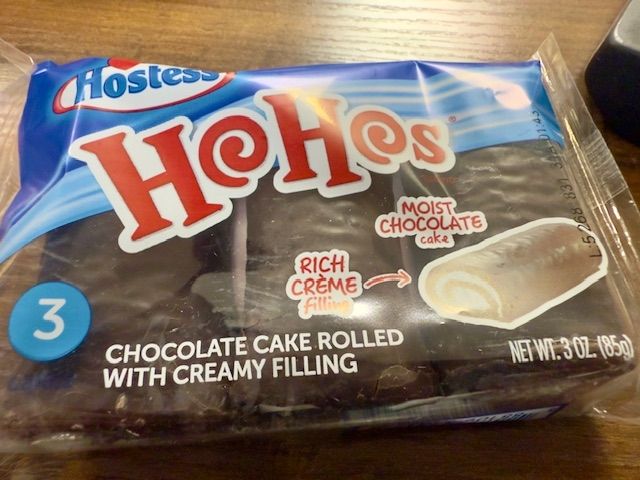 Hostess
HoHos®
MOIST
CHOCOLATE
cake
RICH
CRÈME
filling
3
CHOCOLATE CAKE ROLLED
WITH CREAMY FILLING
NET WT. 3 OZ. (85g)